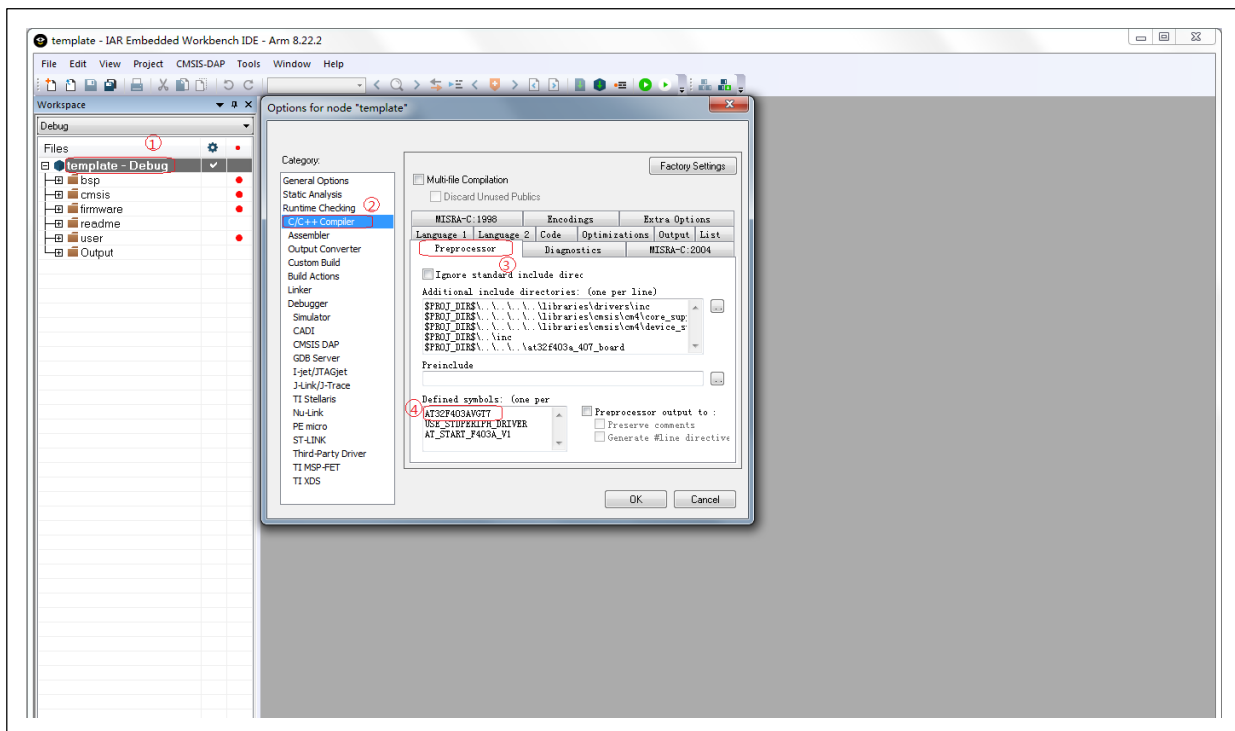 template - IAR Embedded Workbench IDE - Arm 8.22.2
File Edit View Project CMSIS-DAP Tools Window Help
Workspace
Debug
Files
①
template - Debug
bsp
cmsis
firmware
readme
user
Output
Options for node "template"
Category:
General Options
Static Analysis
Runtime Checking
②
C/C++ Compiler
Assembler
Output Converter
Custom Build
Build Actions
Linker
Debugger
Simulator
CADI
CMSIS DAP
GDB Server
I-jet/JTAGjet
J-Link/J-Trace
TI Stellaris
Nu-Link
PE micro
ST-LINK
Third-Party Driver
TI MSP-FET
TI XDS
Factory Settings
Multi-file Compilation
Discard Unused Publics
MISRA-C:1998 Encodings Extra Options
Language 1 Language 2 Code Optimizations Output List
Preprocessor Diagnostics MISRA-C:2004
③
Ignore standard include direc
Additional include directories: (one per line)
$PROJ_DIR$\..\..\..\..\libraries\drivers\inc
$PROJ_DIR$\..\..\..\..\libraries\cmsis\cm4\core_sup
$PROJ_DIR$\..\..\..\..\libraries\cmsis\cm4\device_s
$PROJ_DIR$\..\inc
$PROJ_DIR$\..\..\..\at32f403a_407_board
...
Preinclude
...
Defined symbols: (one per
④
AT32F403AVGT7
USE_STDPERIPH_DRIVER
AT_START_F403A_V1
Preprocessor output to :
Preserve comments
Generate #line directive
OK Cancel